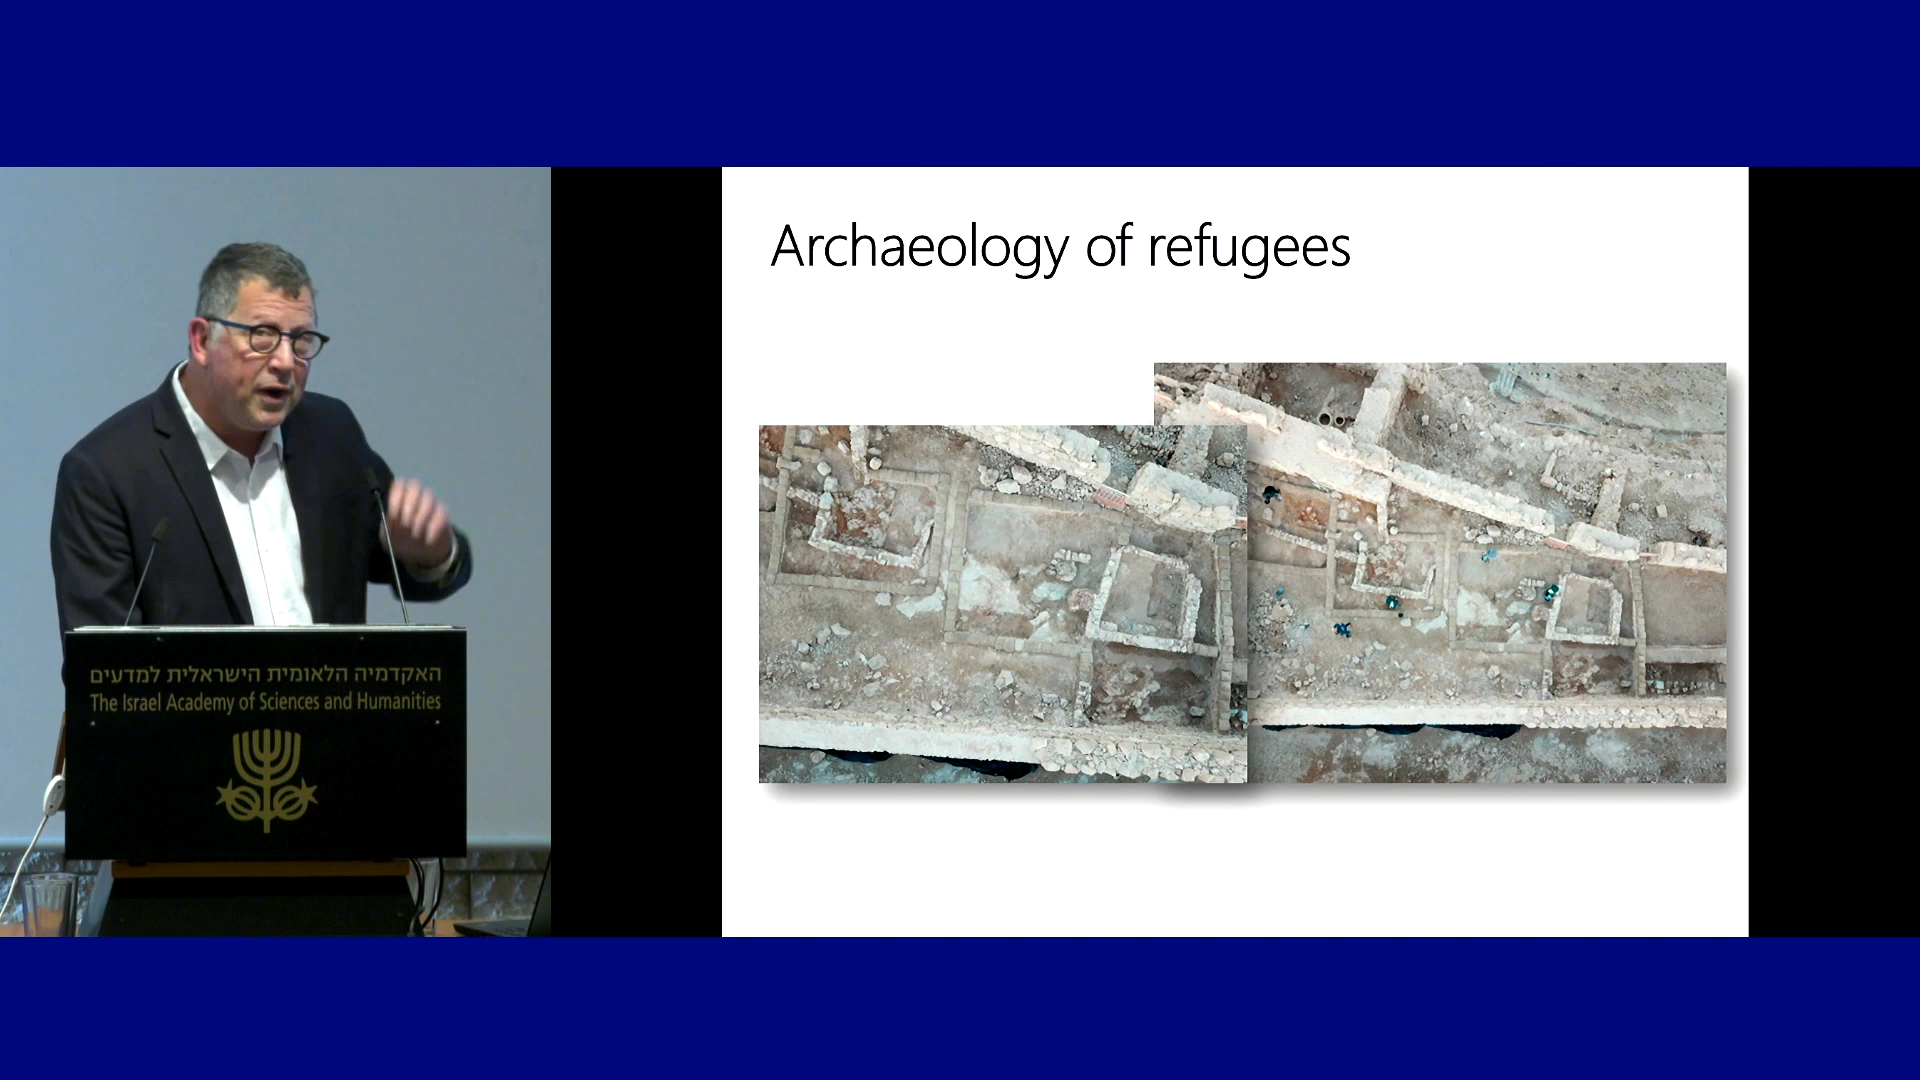 Archaeology of refugees
האקדמיה הלאומית הישראלית למדעים
The Israel Academy of Sciences and Humanities